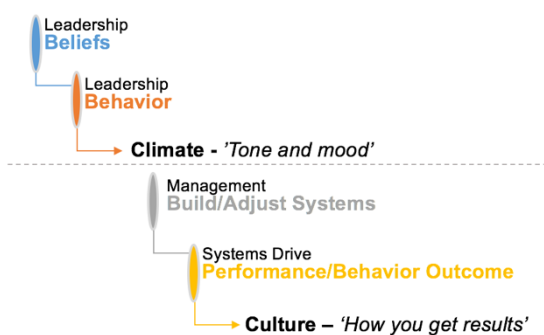 Leadership
Beliefs
Leadership
Behavior
Climate - 'Tone and mood'
Management
Build/Adjust Systems
Systems Drive
Performance/Behavior Outcome
Culture – 'How you get results'